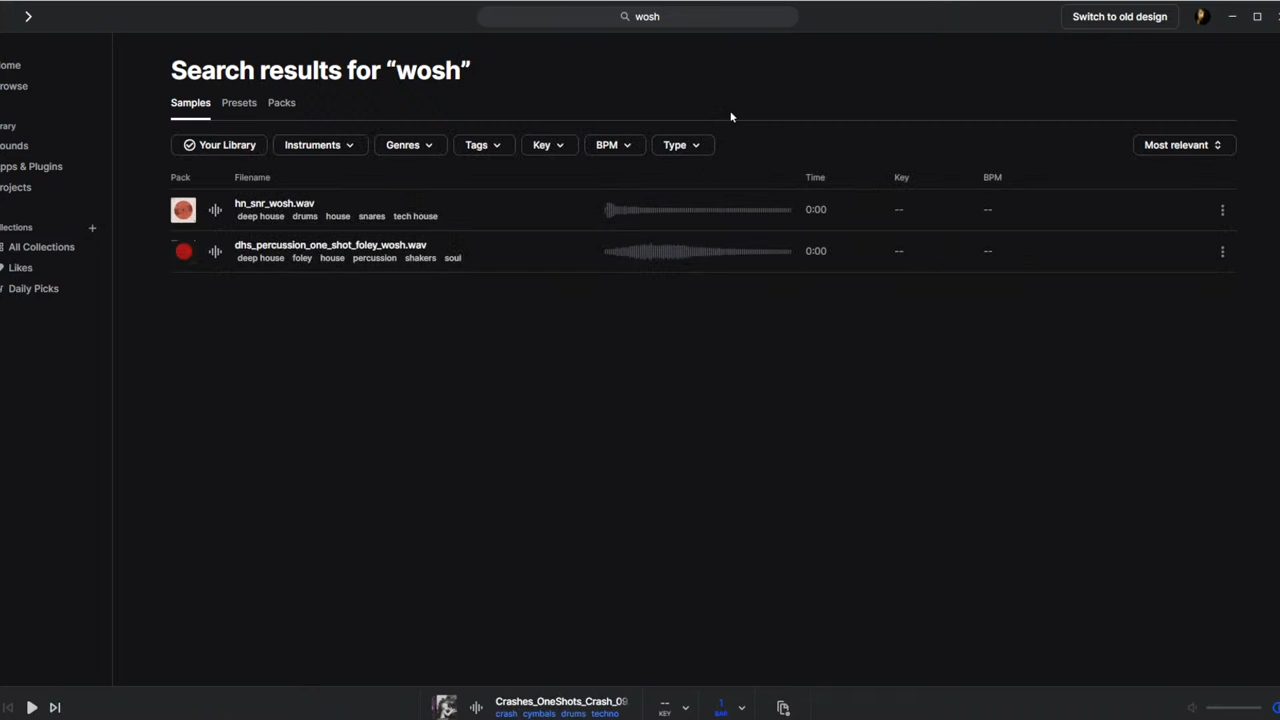 wosh
Switch to old design
Search results for “wosh”
Samples Presets Packs
Your Library Instruments Genres Tags Key BPM Type Most relevant
Pack Filename Time Key BPM
hn_snr_wosh.wav
deep house drums house snares tech house
0:00 -- --
dhs_percussion_one_shot_foley_wosh.wav
deep house foley house percussion shakers soul
0:00 -- --
ome
rowse
rary
ounds
pps & Plugins
rojects
llections
All Collections
Likes
Daily Picks
Crashes_OneShots_Crash_09
crash cymbals drums techno
--
KEY
1
BAR